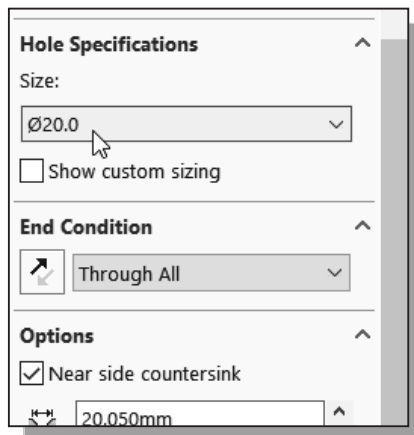 Hole Specifications
Size:
Ø20.0
Show custom sizing
End Condition
Through All
Options
Near side countersink
20.050mm